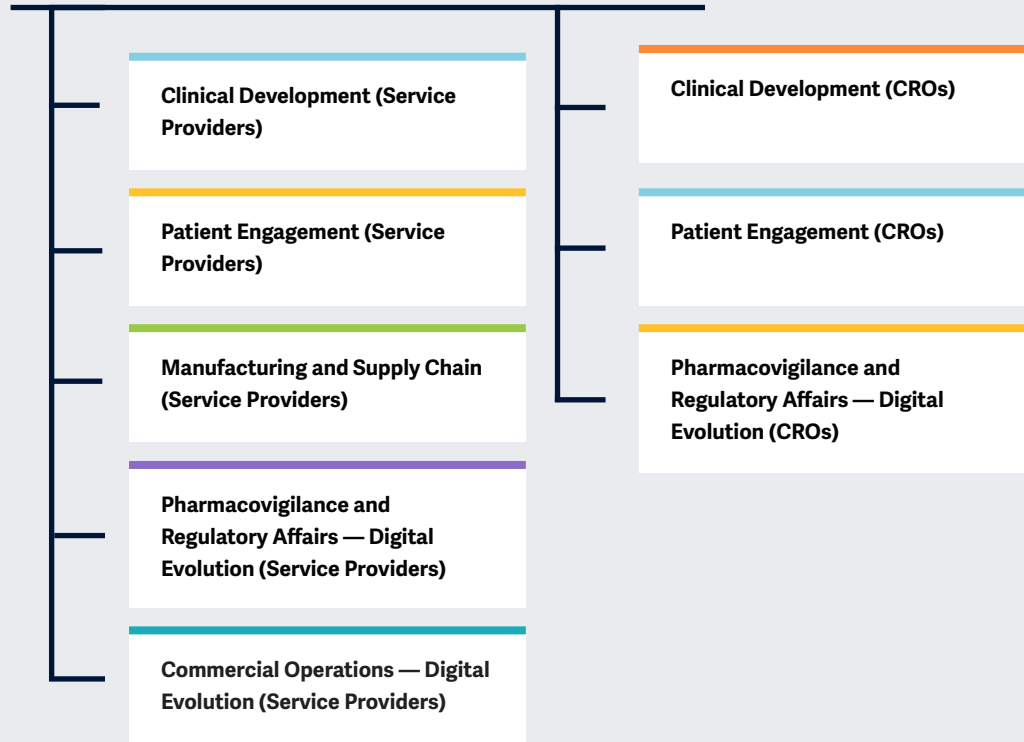 Clinical Development (Service
Providers)
Patient Engagement (Service
Providers)
Manufacturing and Supply Chain
(Service Providers)
Pharmacovigilance and
Regulatory Affairs — Digital
Evolution (Service Providers)
Commercial Operations — Digital
Evolution (Service Providers)
Clinical Development (CROs)
Patient Engagement (CROs)
Pharmacovigilance and
Regulatory Affairs — Digital
Evolution (CROs)